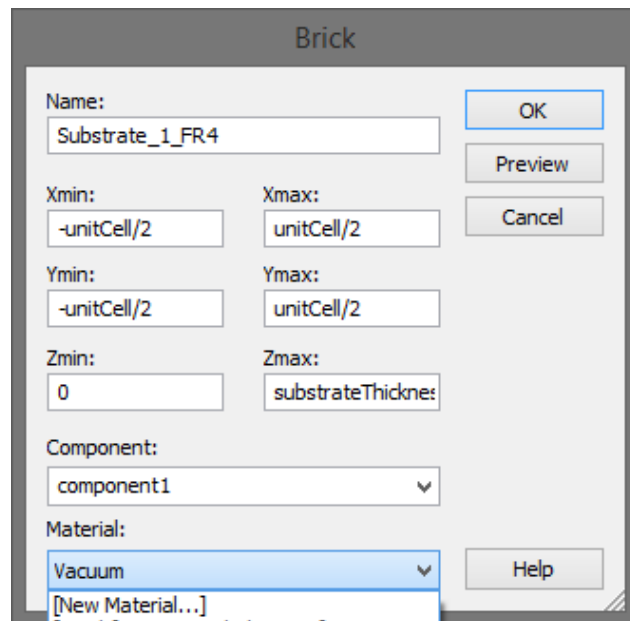 Brick
Name:
OK
Substrate_1_FR4
Preview
Xmin:
Xmax:
Cancel
-unitCell/2
unitCell/2
Ymin:
Ymax:
-unitCell/2
unitCell/2
Zmin:
Zmax:
0
substrateThicknes
Component:
component1
Material:
Vacuum
Help
[New Material...]